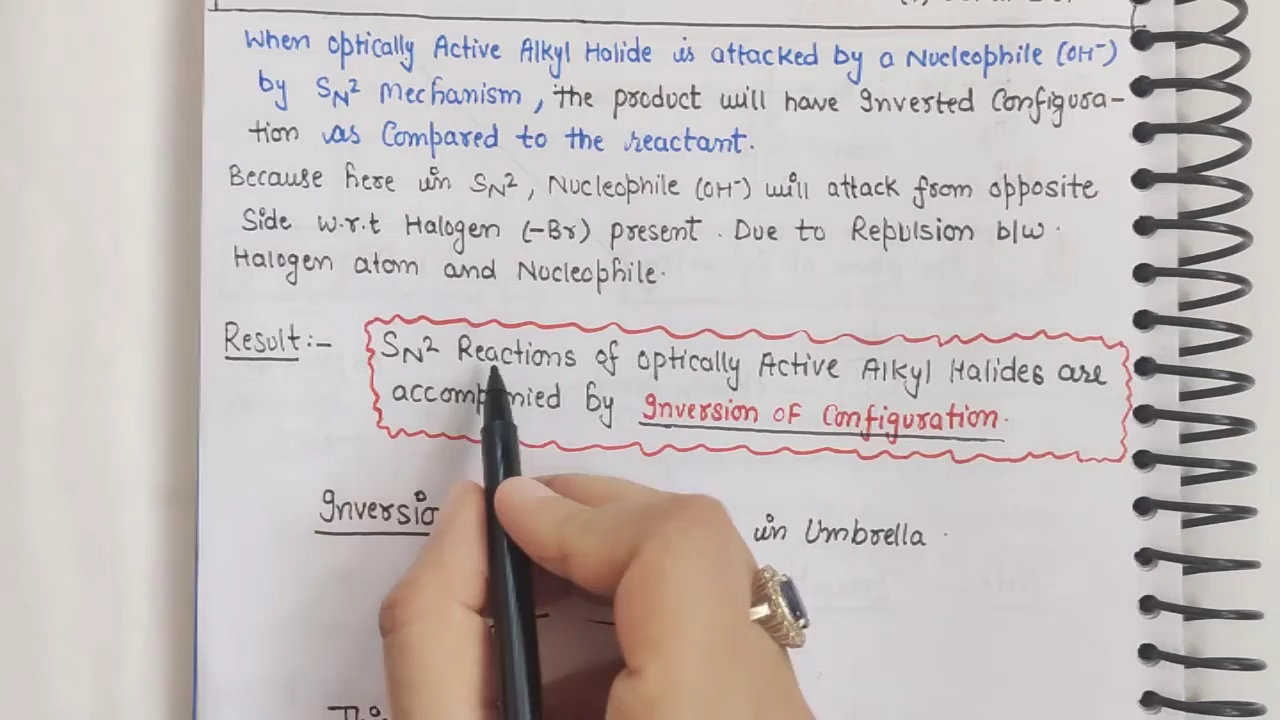 When optically Active Alkyl Halide is attacked by a Nucleophile (OH⁻)
by SN² Mechanism, the product will have Inverted Configura-
tion as Compared to the reactant.
Because here in SN², Nucleophile (OH⁻) will attack from opposite
Side w.r.t Halogen (-Br) present. Due to Repulsion b/w.
Halogen atom and Nucleophile.
Result:- SN² Reactions of optically Active Alkyl Halides are
by Inversion of Configuration.
in Umbrella.